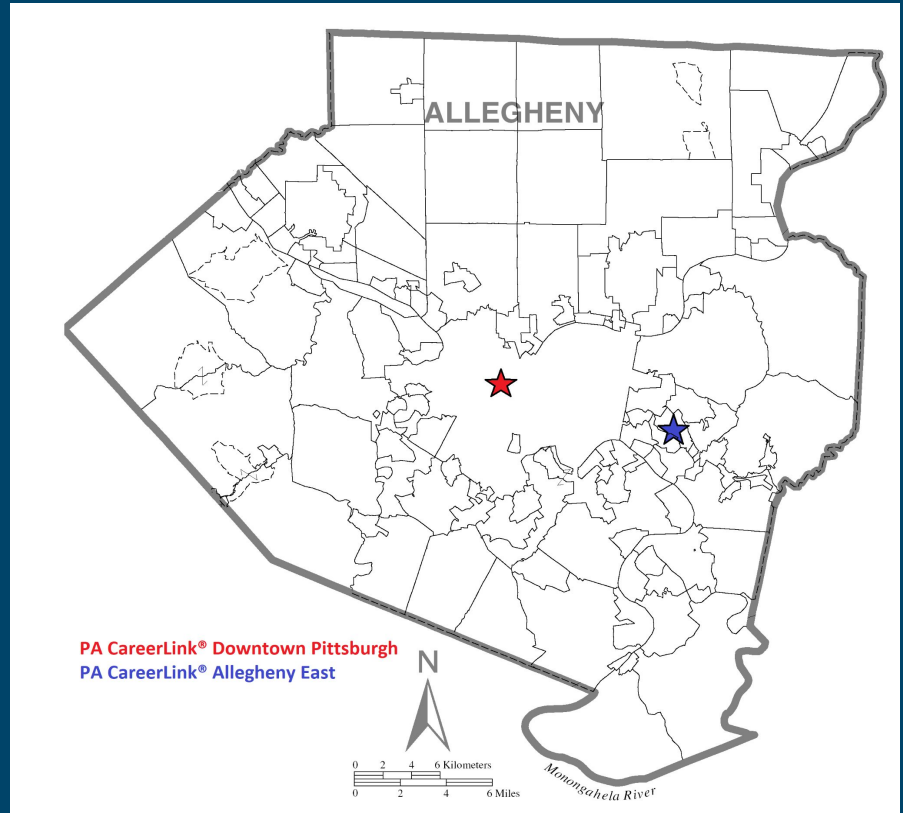 ALLEGHENY
PA CareerLink® Downtown Pittsburgh
PA CareerLink® Allegheny East
N
0 2 4 6 Kilometers
0 2 4 6 Miles
Monongahela River